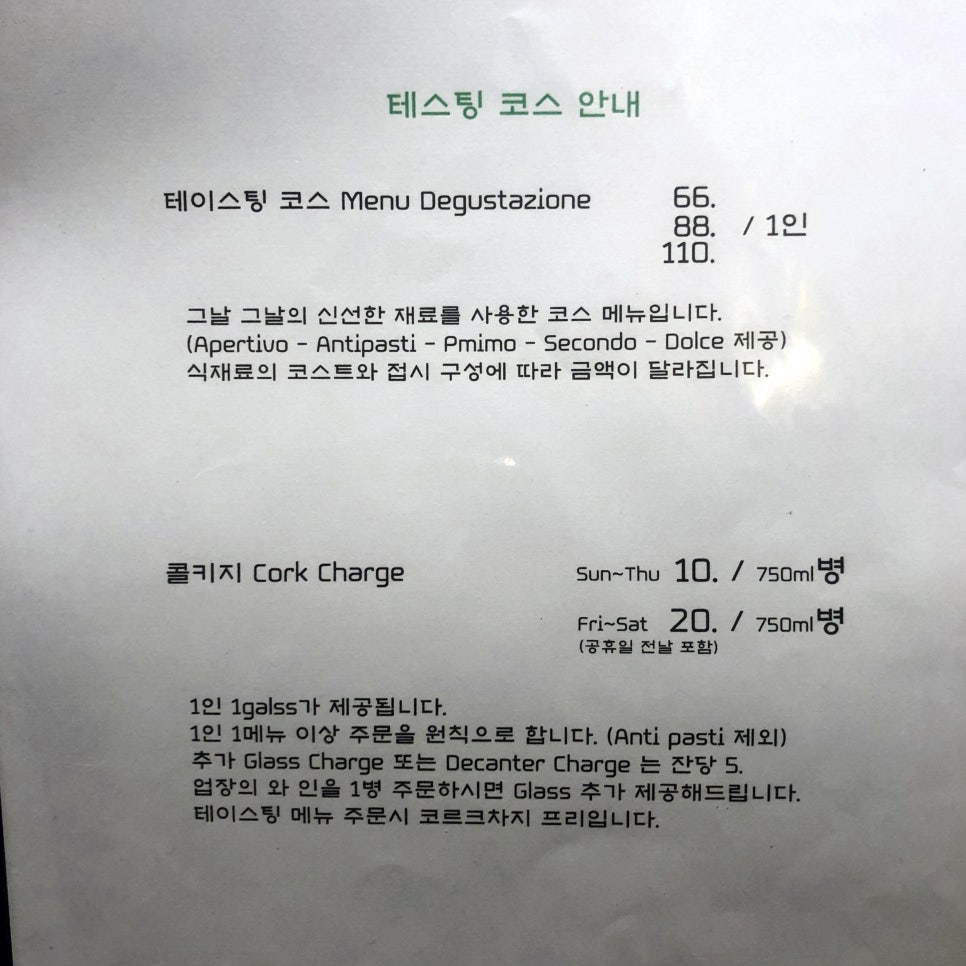 테스팅 코스 안내
테이스팅 코스 Menu Degustazione 66.
88. / 1인
110.
그날 그날의 신선한 재료를 사용한 코스 메뉴입니다.
(Apertivo - Antipasti - Pmimo - Secondo - Dolce 제공)
식재료의 코스트와 접시 구성에 따라 금액이 달라집니다.
콜키지 Cork Charge Sun~Thu 10. / 750ml병
Fri~Sat 20. / 750ml병
(공휴일 전날 포함)
1인 1galss가 제공됩니다.
1인 1메뉴 이상 주문을 원칙으로 합니다. (Anti pasti 제외)
추가 Glass Charge 또는 Decanter Charge 는 잔당 5.
업장의 와 인을 1병 주문하시면 Glass 추가 제공해드립니다.
테이스팅 메뉴 주문시 코르크차지 프리입니다.